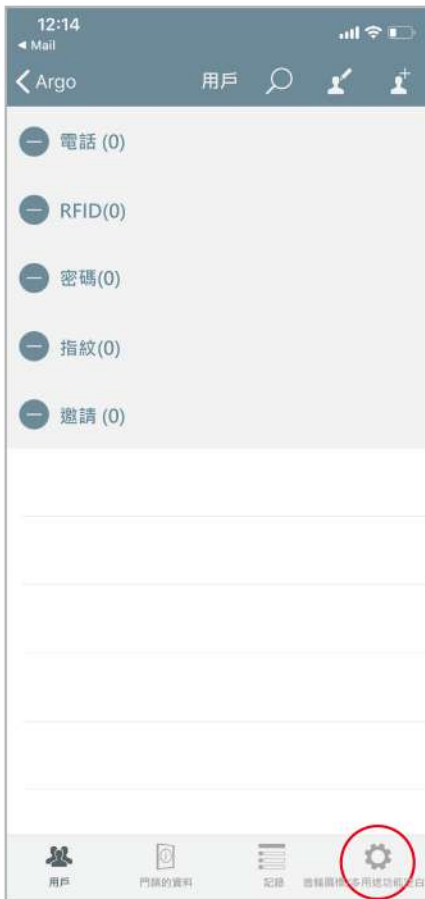 12:14
◀ Mail
Argo 用戶
電話 (0)
RFID(0)
密碼(0)
指紋(0)
邀請 (0)
用戶 門鎖的資料 記錄